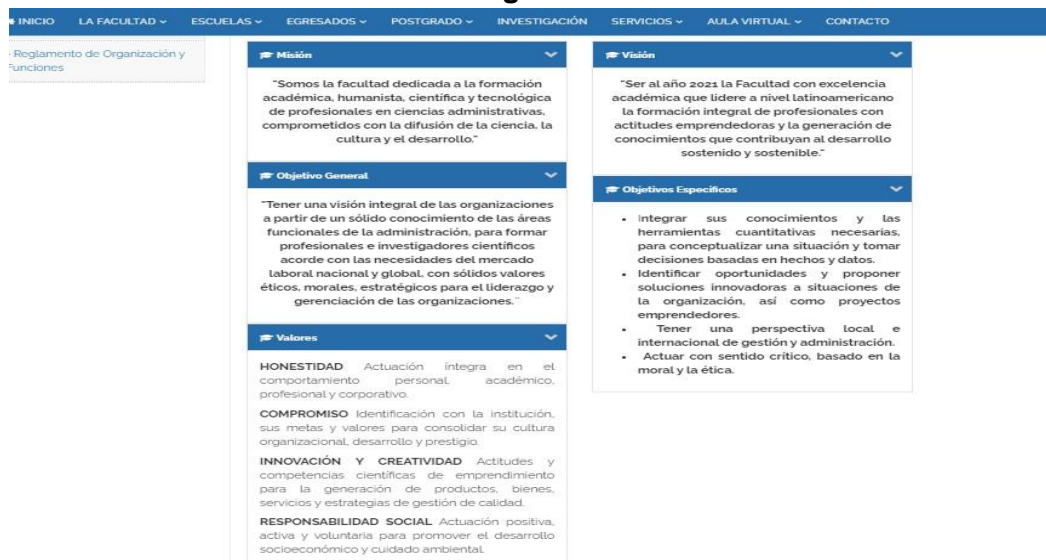 INICIO LA FACULTAD ESCUELAS EGRESADOS POSTGRADO INVESTIGACIÓN SERVICIOS AULA VIRTUAL CONTACTO
Reglamento de Organización y
Funciones
Misión
"Somos la facultad dedicada a la formación
académica, humanista, científica y tecnológica
de profesionales en ciencias administrativas,
comprometidos con la difusión de la ciencia, la
cultura y el desarrollo."
Objetivo General
"Tener una visión integral de las organizaciones
a partir de un sólido conocimiento de las áreas
funcionales de la administración, para formar
profesionales e investigadores científicos
acorde con las necesidades del mercado
laboral nacional y global, con sólidos valores
éticos, morales, estratégicos para el liderazgo y
gerenciación de las organizaciones."
Valores
HONESTIDAD Actuación íntegra en el
comportamiento personal, académico,
profesional y corporativo.
COMPROMISO Identificación con la institución,
sus metas y valores para consolidar su cultura
organizacional, desarrollo y prestigio.
INNOVACIÓN Y CREATIVIDAD Actitudes y
competencias científicas de emprendimiento
para la generación de productos, bienes,
servicios y estrategias de gestión de calidad.
RESPONSABILIDAD SOCIAL Actuación positiva,
activa y voluntaria para promover el desarrollo
socioeconómico y cuidado ambiental.
Visión
"Ser al año 2021 la Facultad con excelencia
académica que lidere a nivel latinoamericano
la formación integral de profesionales con
actitudes emprendedoras y la generación de
conocimientos que contribuyan al desarrollo
sostenido y sostenible."
Objetivos Especificos
• Integrar sus conocimientos y las
herramientas cuantitativas necesarias,
para conceptualizar una situación y tomar
decisiones basadas en hechos y datos.
• Identificar oportunidades y proponer
soluciones innovadoras a situaciones de
la organización, así como proyectos
emprendedores.
• Tener una perspectiva local e
internacional de gestión y administración.
• Actuar con sentido crítico, basado en la
moral y la ética.